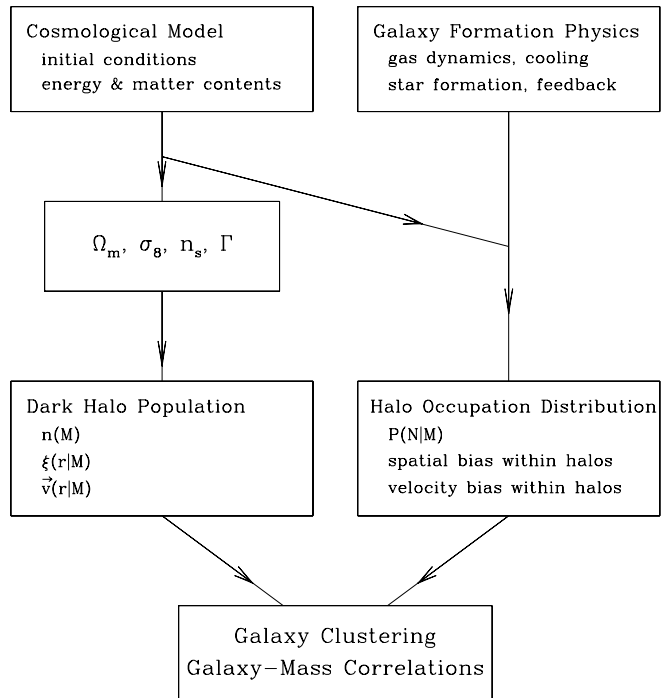 Cosmological Model
initial conditions
energy & matter contents
Galaxy Formation Physics
gas dynamics, cooling
star formation, feedback
Ωₘ, σ₈, nₛ, Γ
Dark Halo Population
n(M)
ξ(r|M)
v⃗(r|M)
Halo Occupation Distribution
P(N|M)
spatial bias within halos
velocity bias within halos
Galaxy Clustering
Galaxy−Mass Correlations